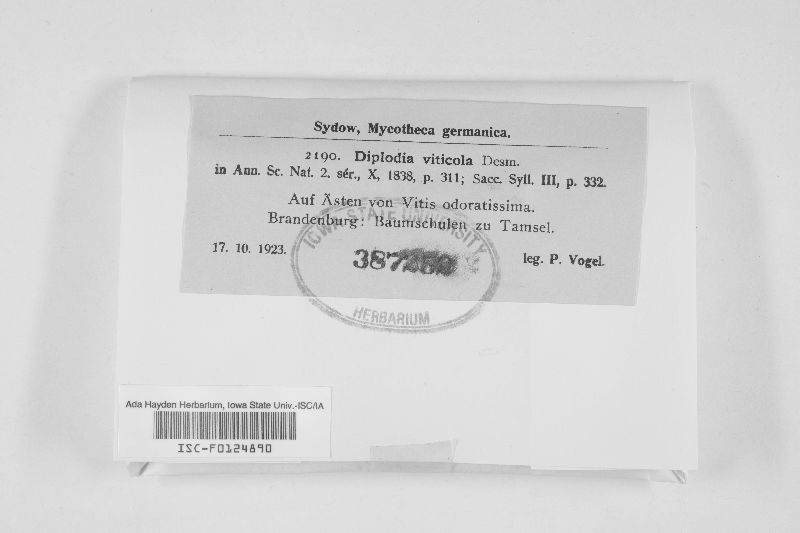 Sydow, Mycotheca germanica.
2190. Diplodia viticola Desm.
in Ann. Sc. Nat. 2. sér., X, 1838, p. 311; Sacc. Syll. III, p. 332.
Auf Ästen von Vitis odoratissima.
Brandenburg: Baumschulen zu Tamsel.
17. 10. 1923.
leg. P. Vogel.
IOWA STATE UNIVERSITY
HERBARIUM
Ada Hayden Herbarium, Iowa State Univ.-ISC/IA
ISC-F0124890